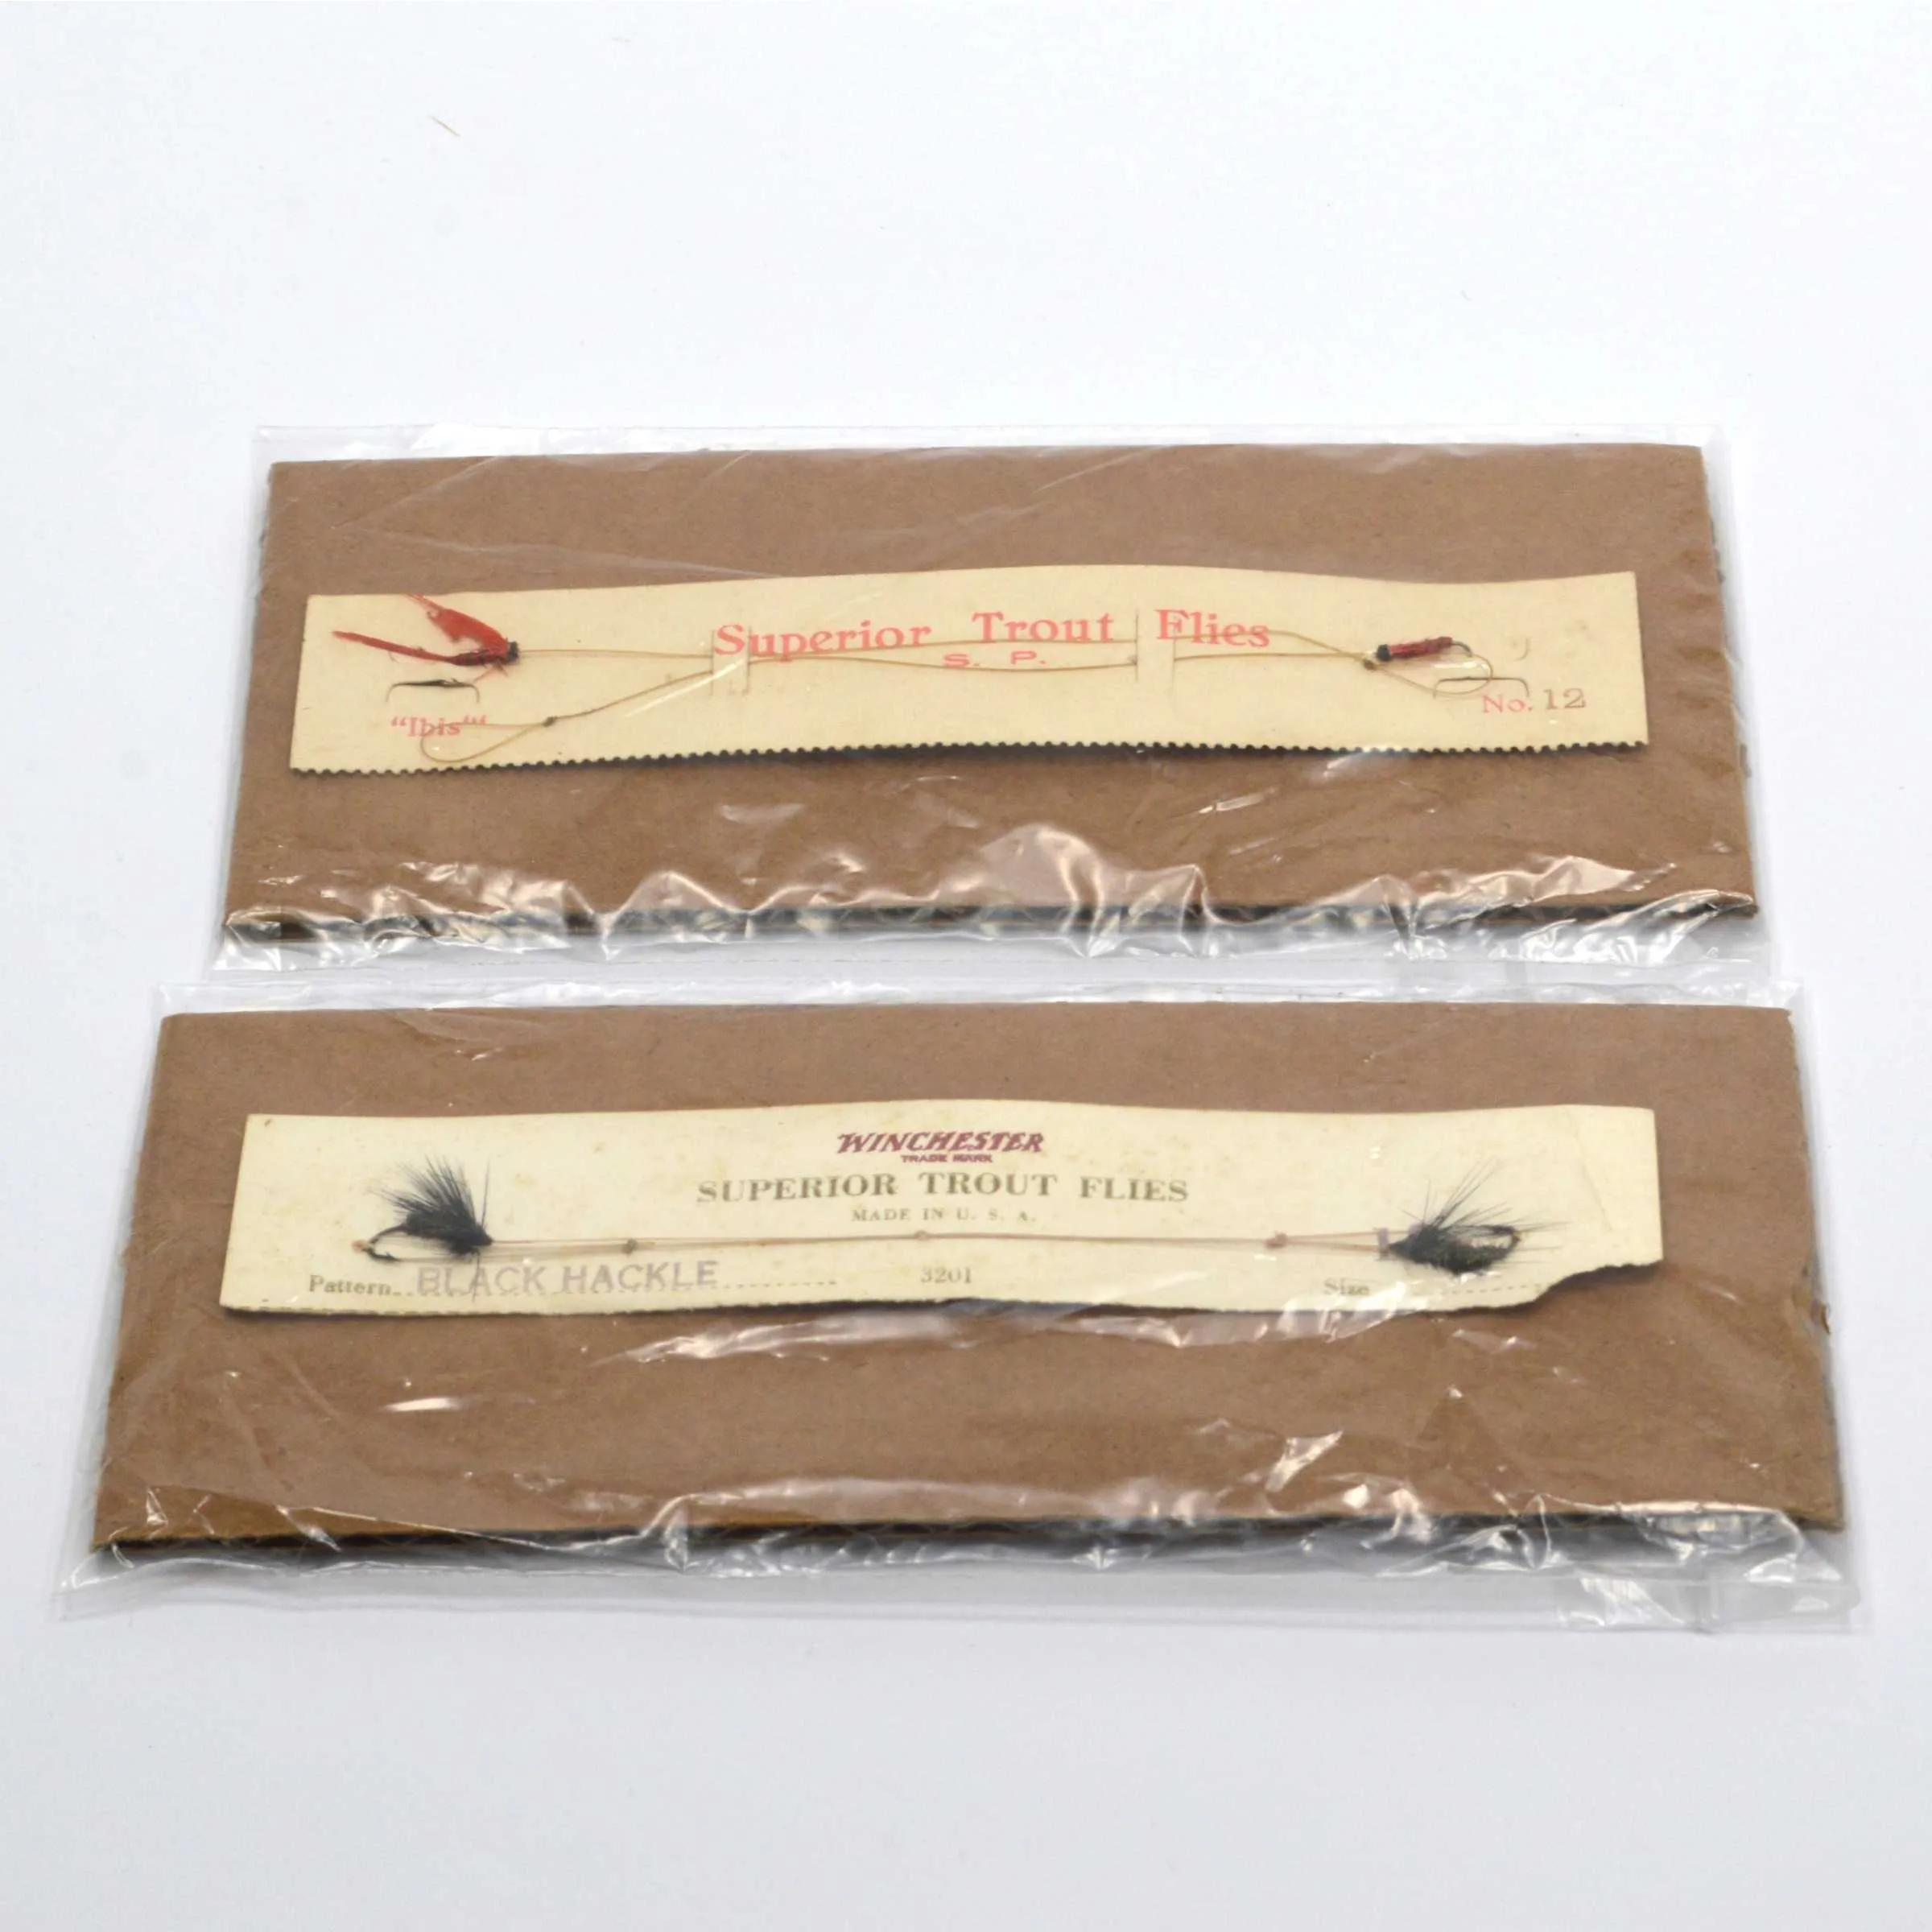 Superior Trout Flies
S. P.
"Ibis"
No. 12
WINCHESTER
TRADE MARK
SUPERIOR TROUT FLIES
MADE IN U. S. A.
Pattern BLACK HACKLE 3201 Size